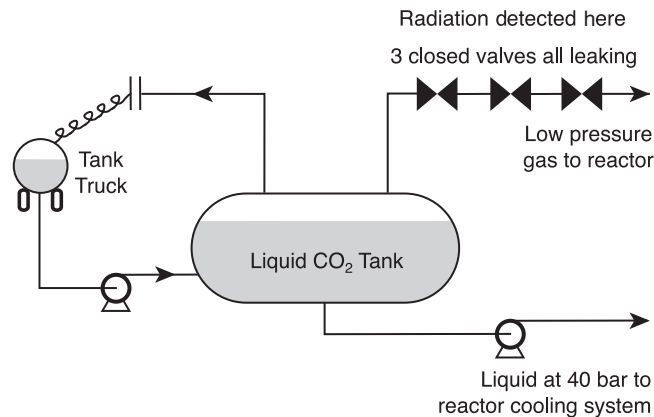 Radiation detected here
3 closed valves all leaking
Low pressure
gas to reactor
Tank
Truck
Liquid CO₂ Tank
Liquid at 40 bar to
reactor cooling system